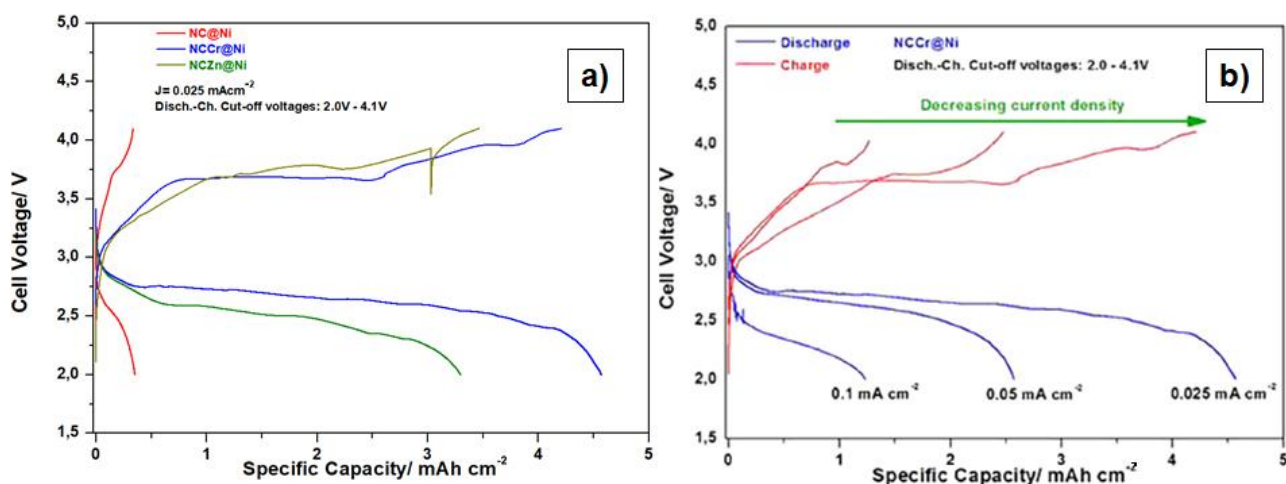 a)
NC@Ni
NCCr@Ni
NCZn@Ni
J= 0.025 mAcm⁻²
Disch.-Ch. Cut-off voltages: 2.0V - 4.1V
Cell Voltage/ V
5,0
4,5
4,0
3,5
3,0
2,5
2,0
1,5
0 1 2 3 4 5
Specific Capacity/ mAh cm⁻²
b)
Discharge NCCr@Ni
Charge Disch.-Ch. Cut-off voltages: 2.0 - 4.1V
Decreasing current density
Cell Voltage/ V
5,0
4,5
4,0
3,5
3,0
2,5
2,0
1,5
0.1 mA cm⁻² 0.05 mA cm⁻² 0.025 mA cm⁻²
0 1 2 3 4 5
Specific Capacity/ mAh cm⁻²